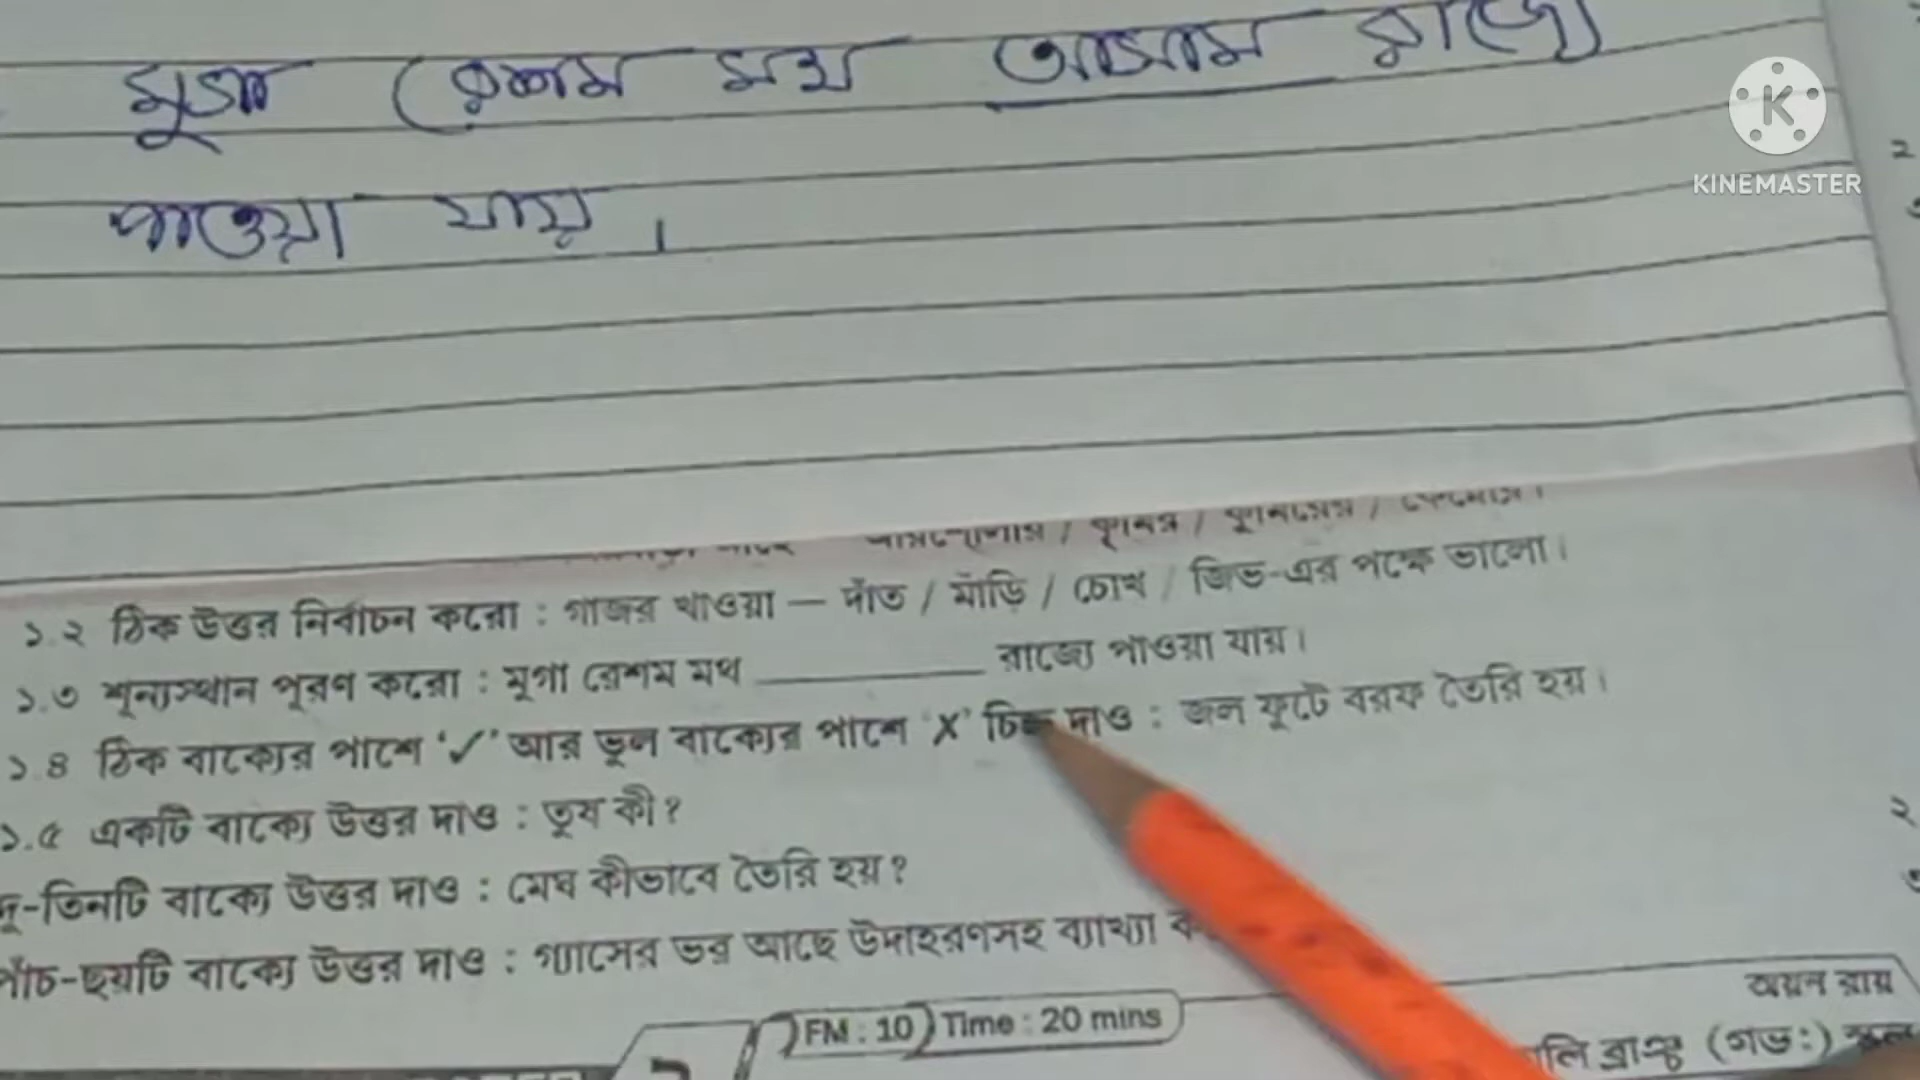 মুগা রেশম মথ আসাম রাজ্যে
K
KINEMASTER
পাওয়া যায়।
১.২ ঠিক উত্তর নির্বাচন করো : গাজর খাওয়া — দাঁত / মাড়ি / চোখ / জিভ-এর পক্ষে ভালো।
১.৩ শূন্যস্থান পূরণ করো : মুগা রেশম মথ __________ রাজ্যে পাওয়া যায়।
১.৪ ঠিক বাক্যের পাশে '✓' আর ভুল বাক্যের পাশে 'X' চিহ্ন দাও : জল ফুটে বরফ তৈরি হয়।
১.৫ একটি বাক্যে উত্তর দাও : তুষ কী?
দু-তিনটি বাক্যে উত্তর দাও : মেঘ কীভাবে তৈরি হয়?
পাঁচ-ছয়টি বাক্যে উত্তর দাও : গ্যাসের ভর আছে উদাহরণসহ ব্যাখ্যা
অয়ন রায়
FM : 10 Time : 20 mins
ব্রাঞ্চ (গভঃ) স্কুল